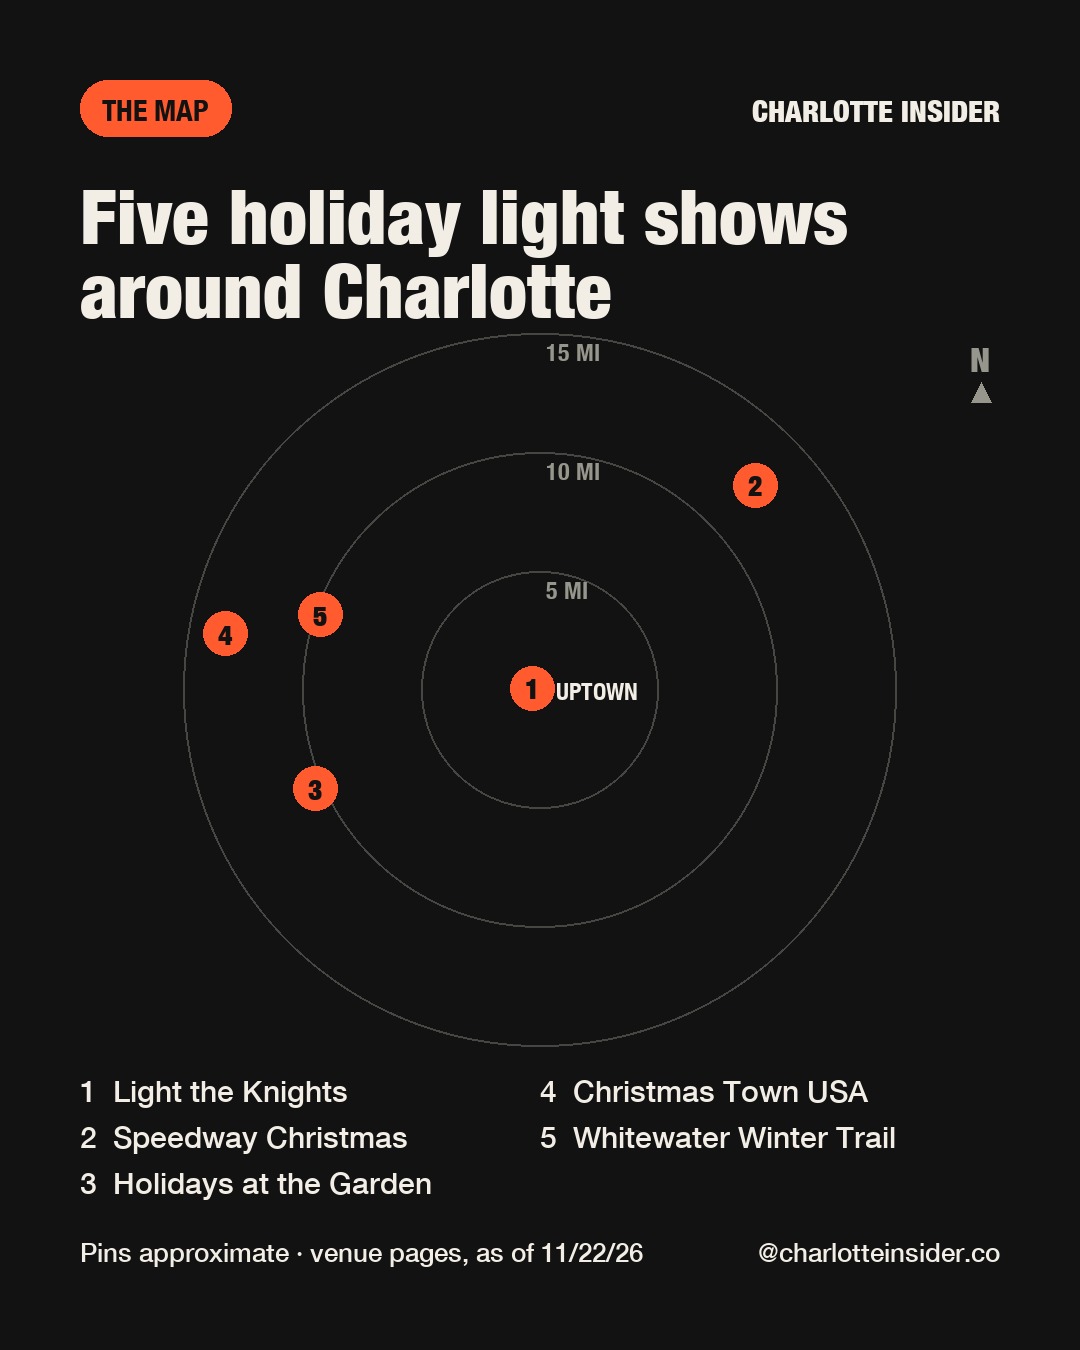 THE MAP
CHARLOTTE INSIDER
Five holiday light shows
around Charlotte
15 MI
N
10 MI
2
5 MI
5
4
1
UPTOWN
3
1 Light the Knights
2 Speedway Christmas
3 Holidays at the Garden
4 Christmas Town USA
5 Whitewater Winter Trail
Pins approximate · venue pages, as of 11/22/26
@charlotteinsider.co